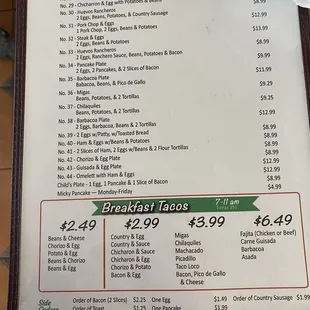 No. 29 - Chicharron & Egg with Potatoes & Beans $8.99
No. 30 - Huevos Rancheros
2 Eggs, Beans, Potatoes, & Country Sausage $12.99
No. 31 - Pork Chop & Eggs
1 Pork Chop, 2 Eggs, Beans & Potatoes $13.99
No. 32 - Steak & Eggs
2 Eggs, Beans & Potatoes $8.99
No. 33 - Huevos Rancheros
2 Eggs, Ranchero Sauce, Beans, Potatoes & Bacon $11.99
No. 34 - Pancake Plate
2 Eggs, 2 Pancakes, & 2 Slices of Bacon
No. 35 - Barbacoa Plate $9.29
Babacoa, Beans, & Pico de Gallo
No. 36 - Migas $9.25
Beans, Potatoes, & 2 Tortillas
No. 37 - Chilaquiles $12.99
Beans, Potatoes, & 2 Tortillas
No. 38 - Barbacoa Plate
2 Eggs, Barbacoa, Beans & 2 Tortillas $8.99
No. 39 - 2 Eggs w/Patty, w/Toasted Bread $8.99
No. 40 - Ham & Eggs w/Beans & Potatoes $8.99
No. 41 - 2 Slices of Ham, 2 Eggs w/Beans & 2 Flour Tortillas $8.99
No. 42 - Chorizo & Egg Plate $12.99
No. 43 - Guisada & Egg Plate $12.99
No. 44 - Omelett with Ham & Eggs $8.99
Child's Plate - 1 Egg, 1 Pancake & 1 Slice of Bacon
Micky Pancake — Monday-Friday $4.99
Breakfast Tacos 7-11 am
$2.49 $2.99 $3.99 $6.49
Beans & Cheese
Chorizo & Egg
Potato & Egg
Beans & Chorizo
Beans & Egg
Country & Egg
Country & Sauce
Chicharron & Sauce
Chicharron & Egg
Chorizo & Potato
Bacon & Egg
Migas
Chilaquiles
Machacado
Picadillo
Taco Loco
Bacon, Pico de Gallo
& Cheese
Fajita (Chicken or Beef)
Carne Guisada
Barbacoa
Asada
Side Order of Bacon (2 Slices) $2.25 One Egg $1.49 Order of Country Sausage $1.99
Orders Order of Toast $1.25 One Pancake $1.99